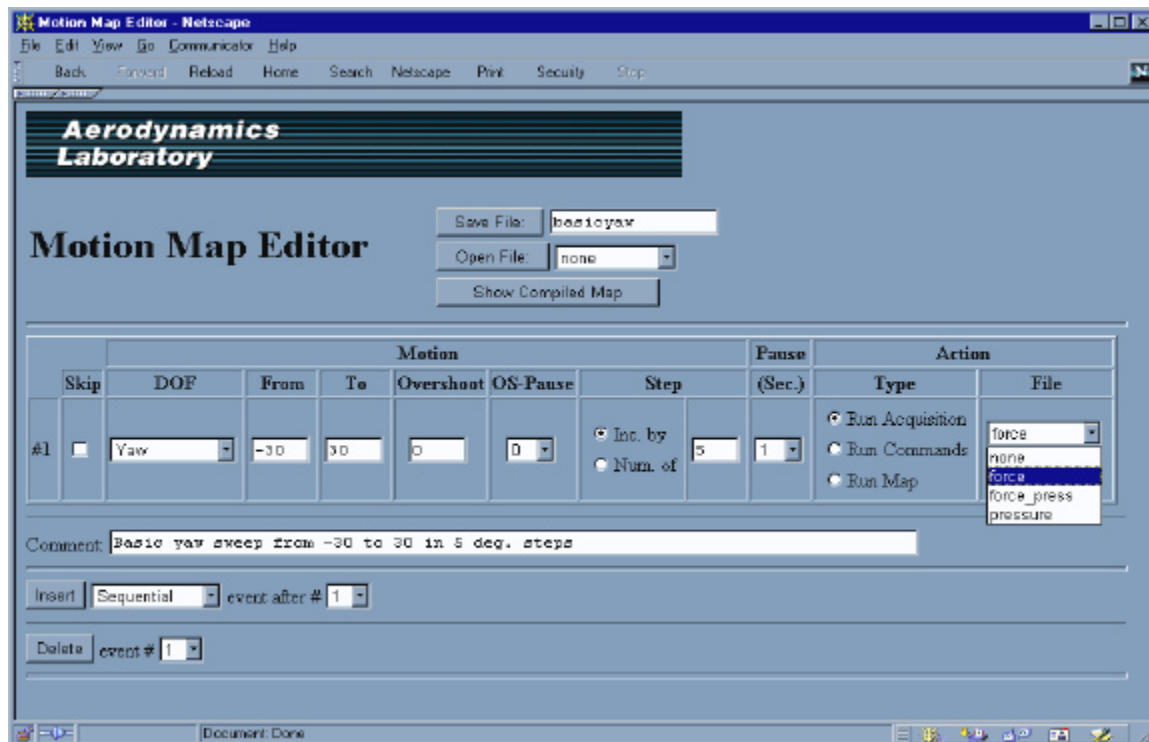 Motion Map Editor - Netscape
File Edit View Go Communicator Help
Back Forward Reload Home Search Netscape Print Security Stop
N
Aerodynamics
Laboratory
Motion Map Editor
Save File: basicyaw
Open File: none
Show Compiled Map
Motion Pause Action
Skip DOF From To Overshoot OS-Pause Step (Sec.) Type File
#1 Yaw -30 30 0 0 Inc. by 5 1 Run Acquisition force
Num. of Run Commands none
Run Map force
force_press
pressure
Comment: Basic yaw sweep from -30 to 30 in 5 deg. steps
Insert Sequential event after # 1
Delete event # 1
Document: Done